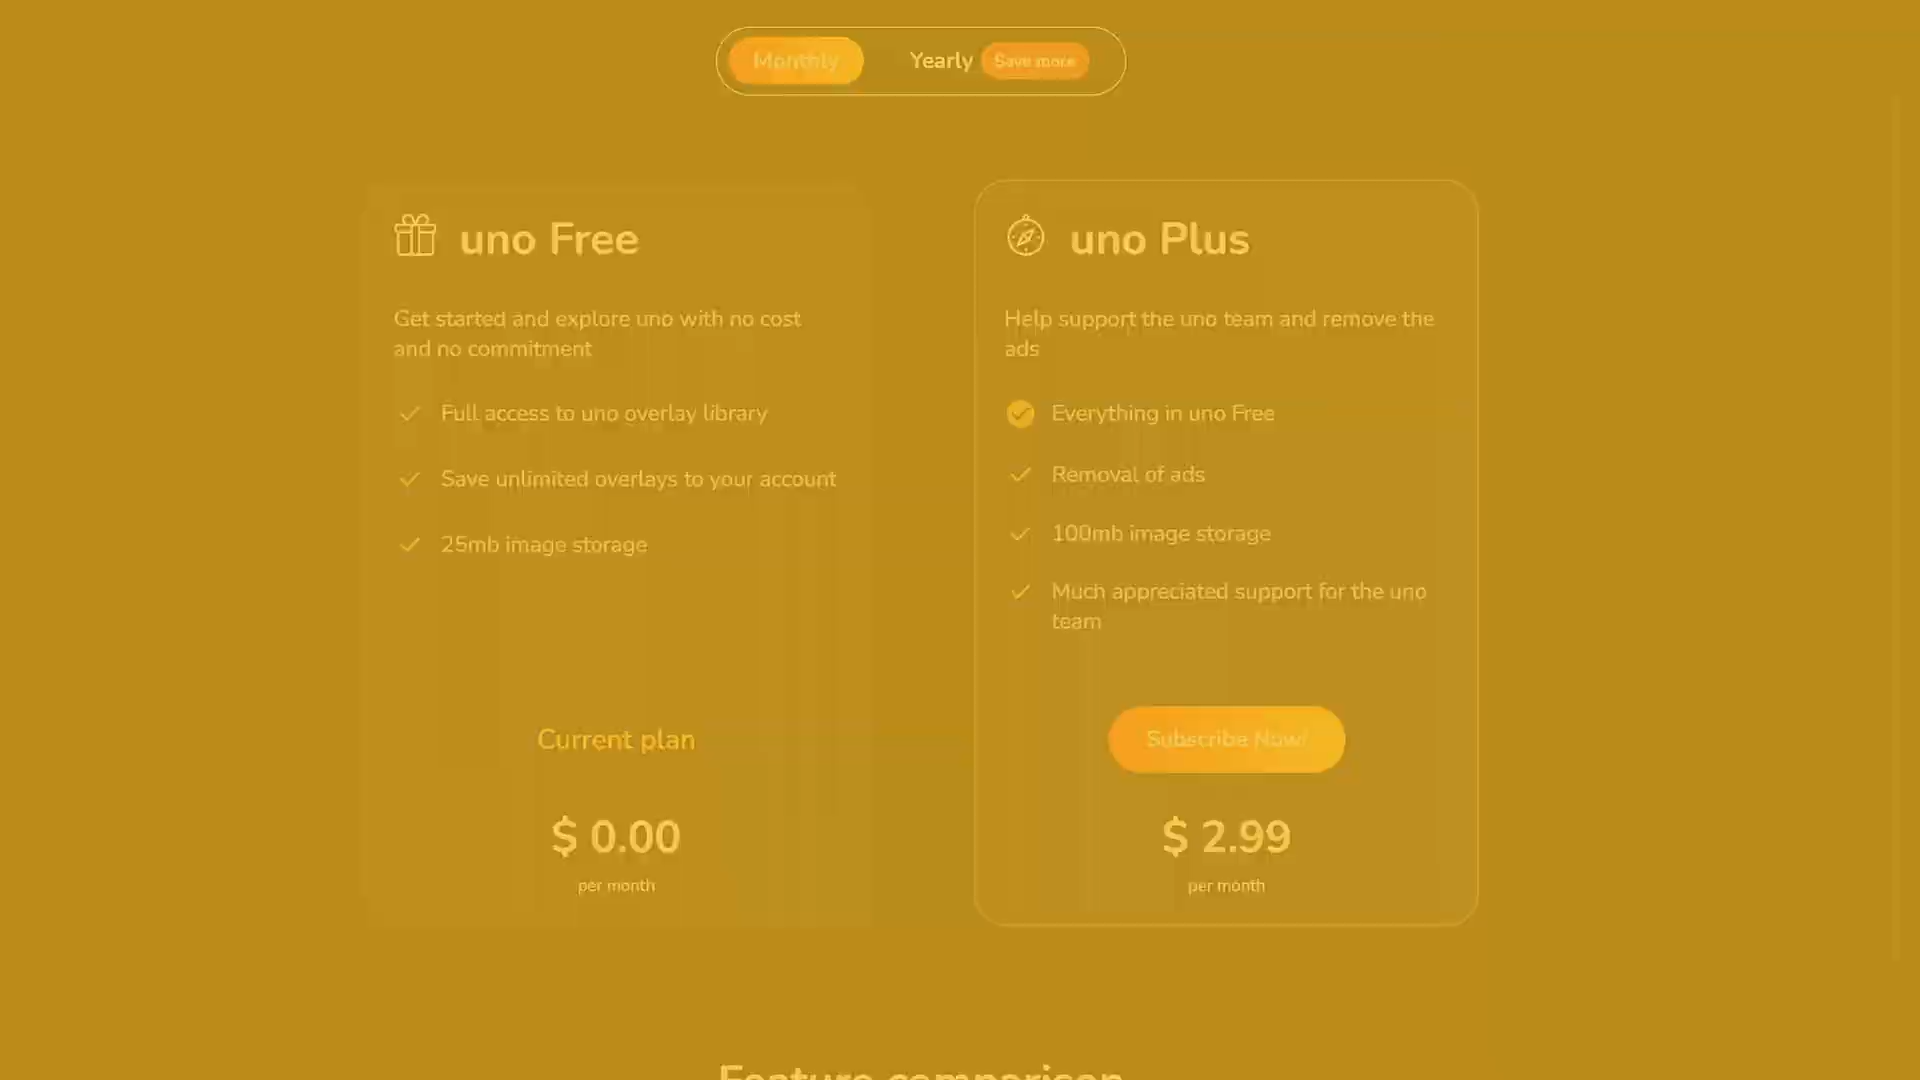 Monthly
Yearly
Save more
uno Free
Get started and explore uno with no cost
and no commitment
Full access to uno overlay library
Save unlimited overlays to your account
25mb image storage
Current plan
$ 0.00
per month
uno Plus
Help support the uno team and remove the
ads
Everything in uno Free
Removal of ads
100mb image storage
Much appreciated support for the uno
team
Subscribe Now!
$ 2.99
per month
Feature comparison